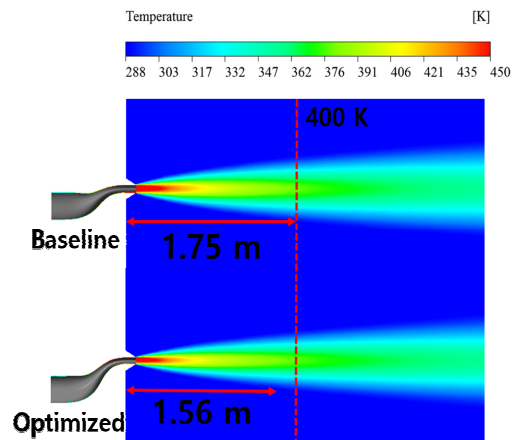 Temperature [K]
288 303 317 332 347 362 376 391 406 421 435 450
400 K
Baseline
1.75 m
Optimized
1.56 m